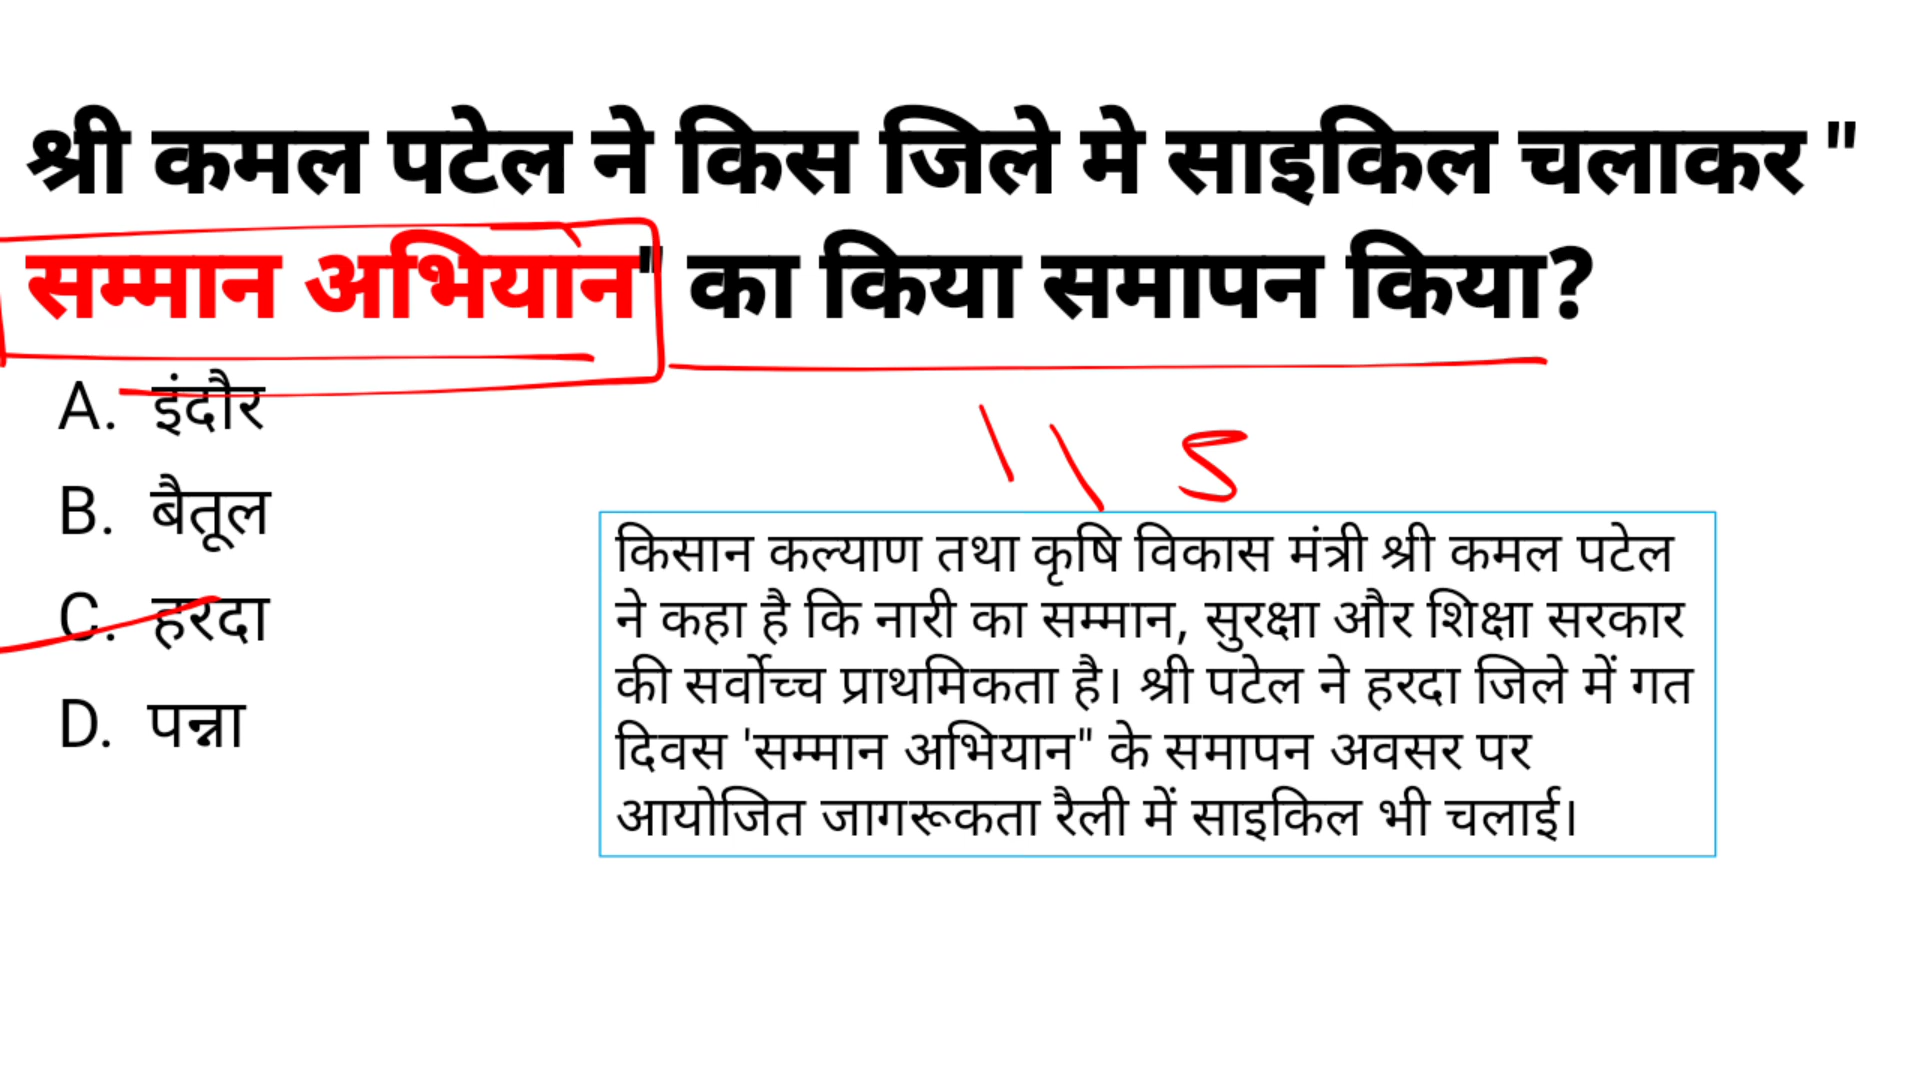 श्री कमल पटेल ने किस जिले मे साइकिल चलाकर "
सम्मान अभियान" का किया समापन किया?
A. इंदौर
B. बैतूल
C. हरदा
D. पन्ना
किसान कल्याण तथा कृषि विकास मंत्री श्री कमल पटेल
ने कहा है कि नारी का सम्मान, सुरक्षा और शिक्षा सरकार
की सर्वोच्च प्राथमिकता है। श्री पटेल ने हरदा जिले में गत
दिवस 'सम्मान अभियान" के समापन अवसर पर
आयोजित जागरूकता रैली में साइकिल भी चलाई।